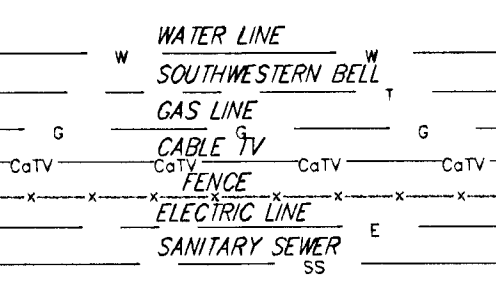 WATER LINE
W W
SOUTHWESTERN BELL
T
GAS LINE
G G G
CABLE TV
CaTV CaTV CaTV CaTV
FENCE
x x x x x x x x
ELECTRIC LINE
E
SANITARY SEWER
SS